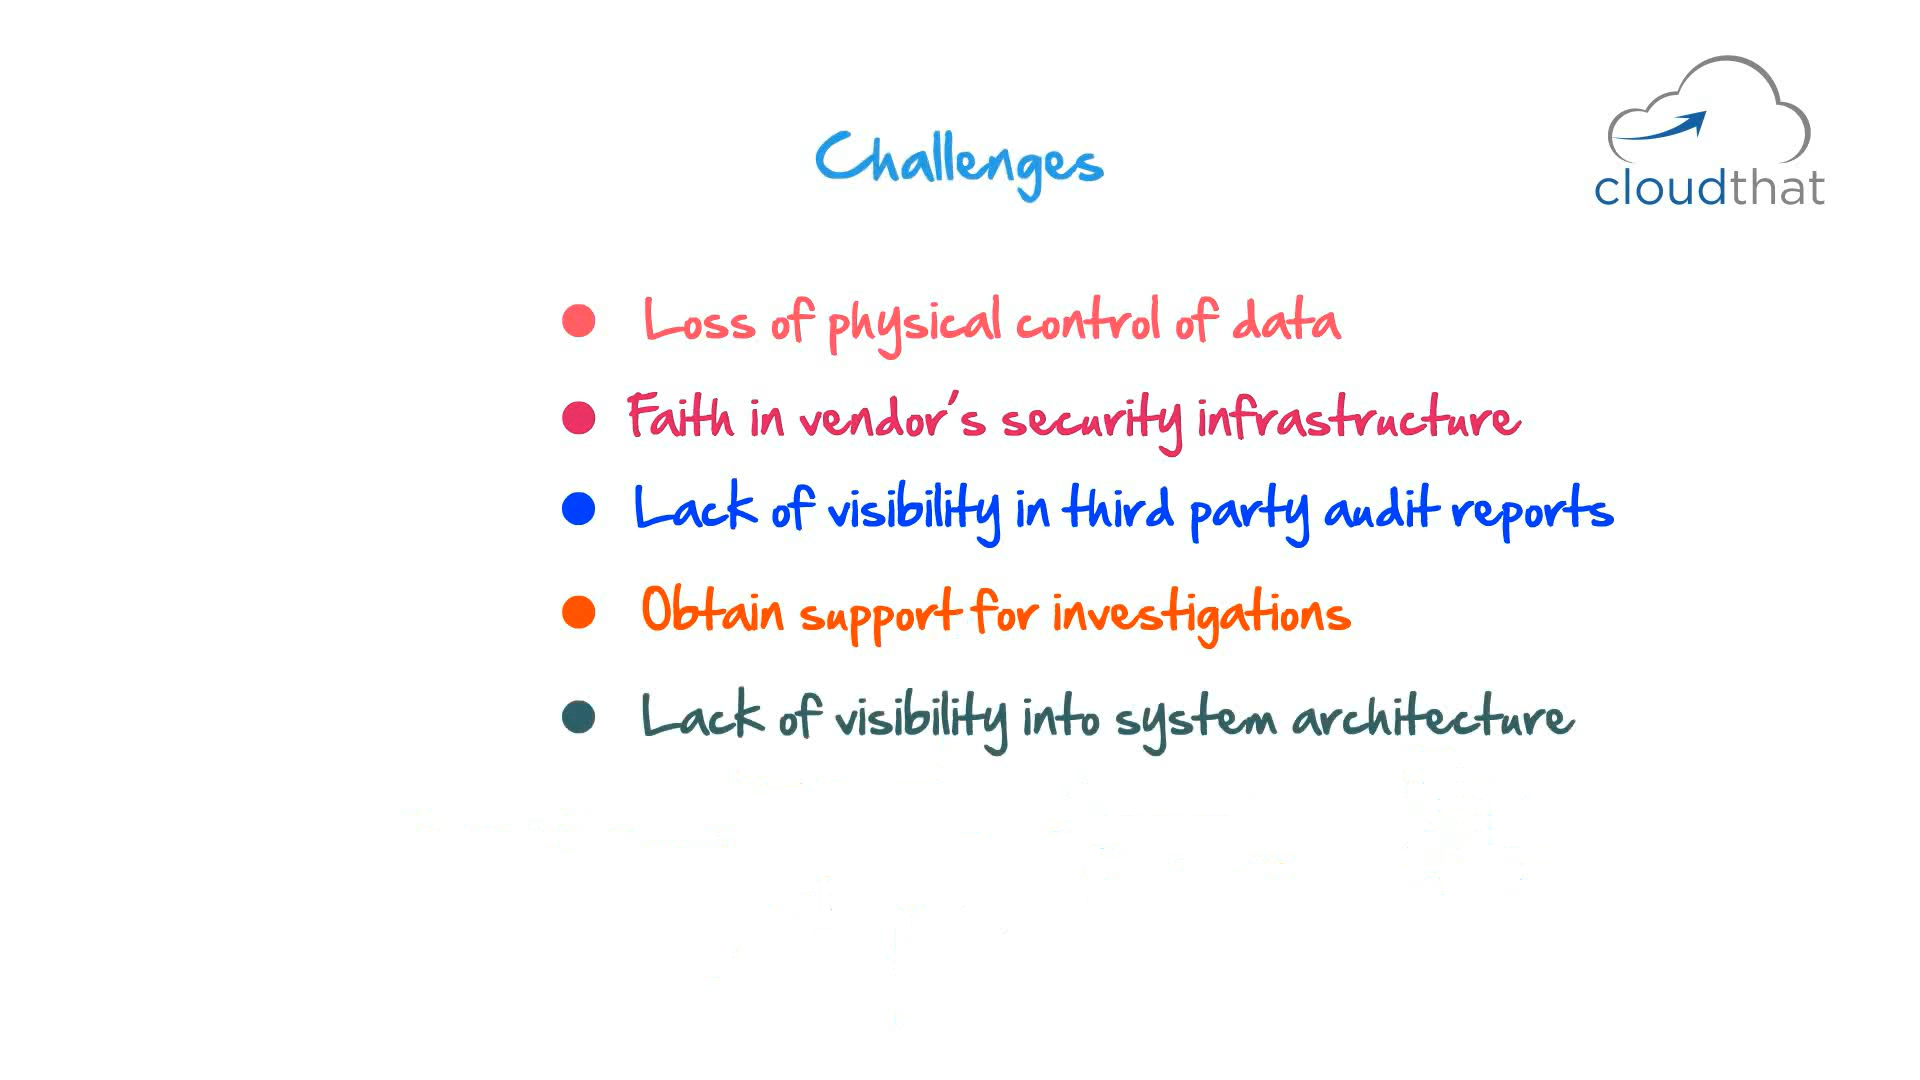 Challenges
cloudthat
Loss of physical control of data
Faith in vendor's security infrastructure
Lack of visibility in third party audit reports
Obtain support for investigations
Lack of visibility into system architecture